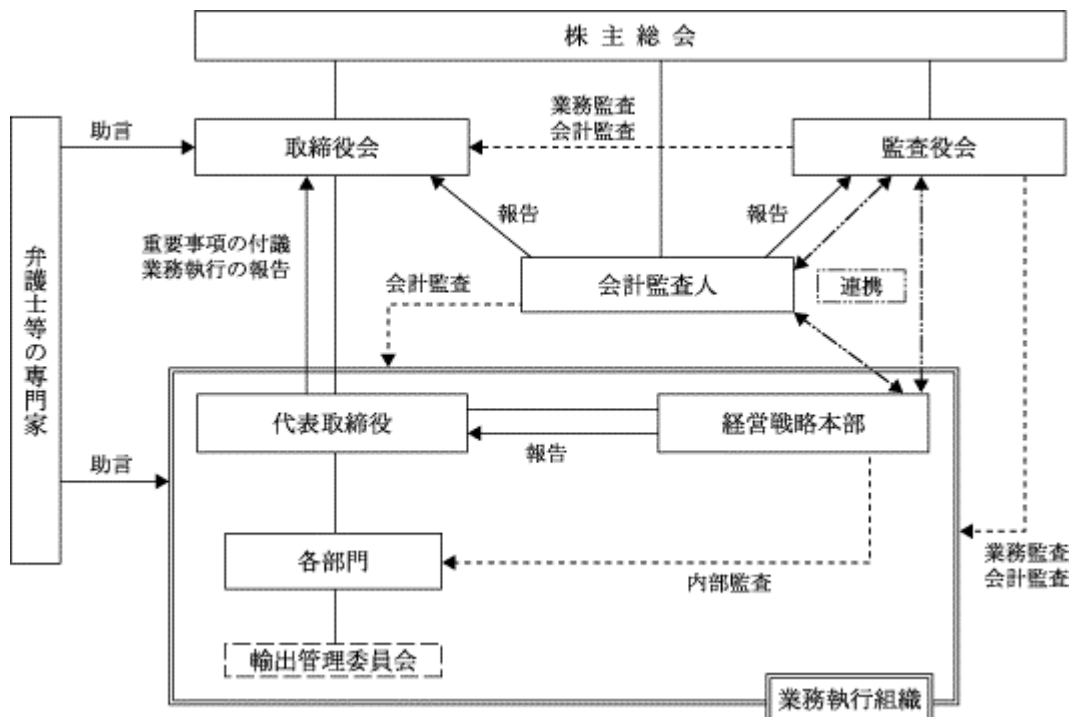 株主総会
業務監査
会計監査
助言
取締役会
監査役会
報告
報告
重要事項の付議
業務執行の報告
会計監査
会計監査人
連携
弁護士等の専門家
代表取締役
経営戦略本部
報告
助言
各部門
内部監査
業務監査
会計監査
輸出管理委員会
業務執行組織